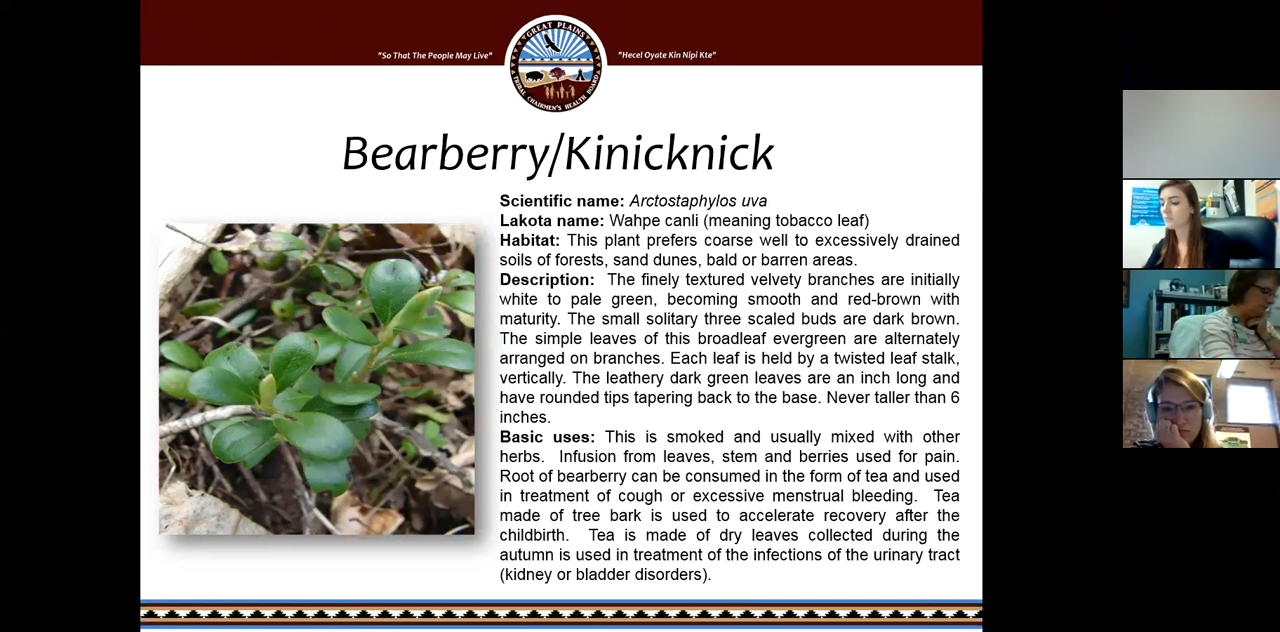 "So That The People May Live"
"Hecel Oyate Kin Nipi Kte"
GREAT PLAINS
TRIBAL CHAIRMEN'S HEALTH BOARD
Bearberry/Kinicknick
Scientific name: Arctostaphylos uva
Lakota name: Wahpe canli (meaning tobacco leaf)
Habitat: This plant prefers coarse well to excessively drained
soils of forests, sand dunes, bald or barren areas.
Description: The finely textured velvety branches are initially
white to pale green, becoming smooth and red-brown with
maturity. The small solitary three scaled buds are dark brown.
The simple leaves of this broadleaf evergreen are alternately
arranged on branches. Each leaf is held by a twisted leaf stalk,
vertically. The leathery dark green leaves are an inch long and
have rounded tips tapering back to the base. Never taller than 6
inches.
Basic uses: This is smoked and usually mixed with other
herbs. Infusion from leaves, stem and berries used for pain.
Root of bearberry can be consumed in the form of tea and used
in treatment of cough or excessive menstrual bleeding. Tea
made of tree bark is used to accelerate recovery after the
childbirth. Tea is made of dry leaves collected during the
autumn is used in treatment of the infections of the urinary tract
(kidney or bladder disorders).